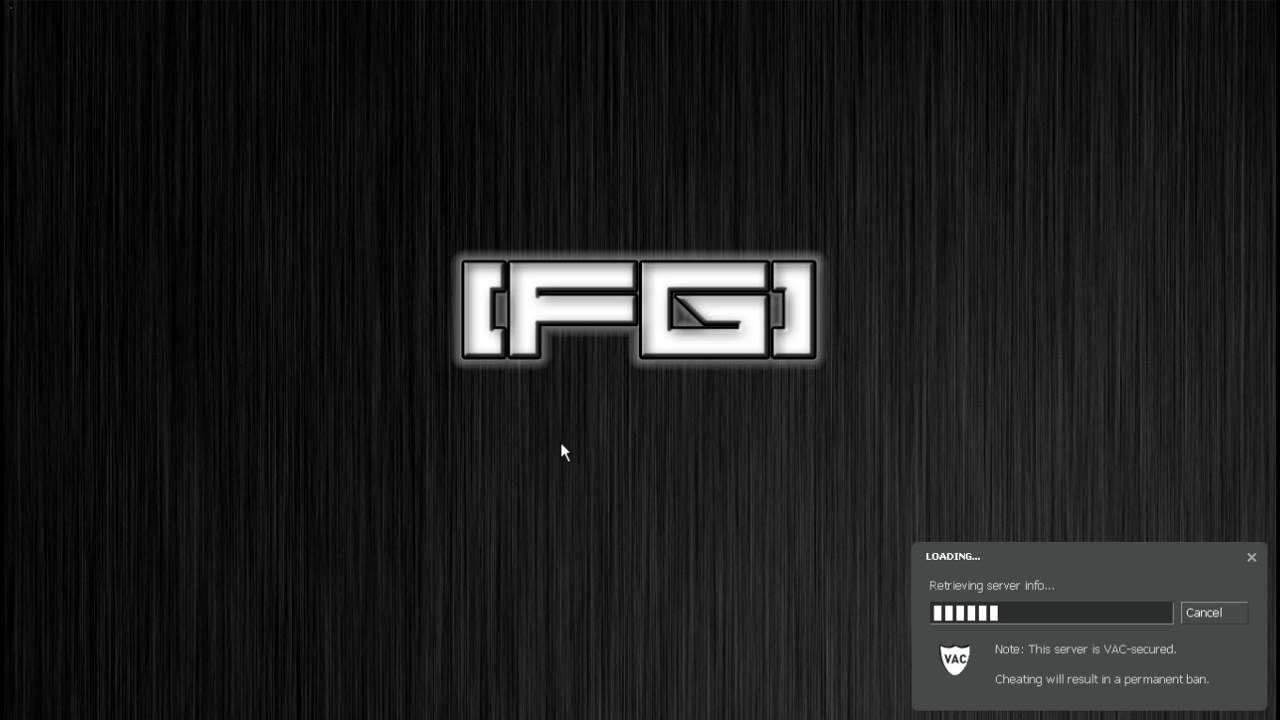 [FG]
LOADING...
Retrieving server info...
Cancel
VAC
Note: This server is VAC-secured.
Cheating will result in a permanent ban.